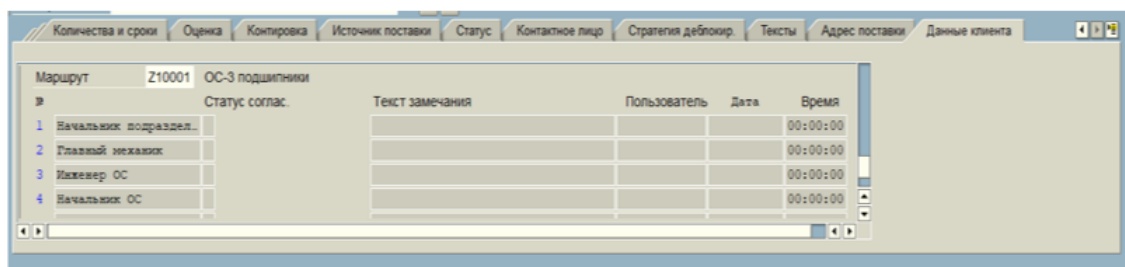 Количества и сроки Оценка Контировка Источник поставки Статус Контактное лицо Стратегия деблокир. Тексты Адрес поставки Данные клиента
Маршрут Z10001 ОС-3 подшипники
№ Статус соглас. Текст замечания Пользователь Дата Время
1 Начальник подраздел… 00:00:00
2 Главный механик 00:00:00
3 Инженер ОС 00:00:00
4 Начальник ОС 00:00:00